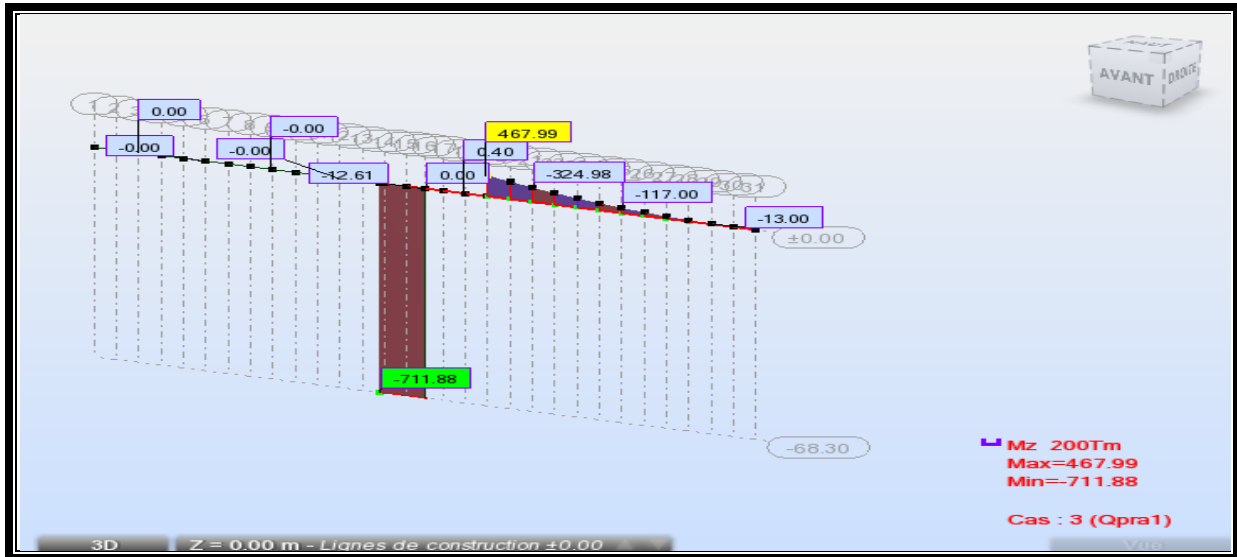 HAUT
AVANT
DROITE
0.00
-0.00
467.99
-0.00
-0.00
-12.61
0.00
0.40
-324.98
-117.00
-13.00
±0.00
-711.88
-68.30
Mz 200Tm
Max=467.99
Min=-711.88
Cas : 3 (Qpra1)
3D
Z = 0.00 m - Lignes de construction ±0.00
Vue